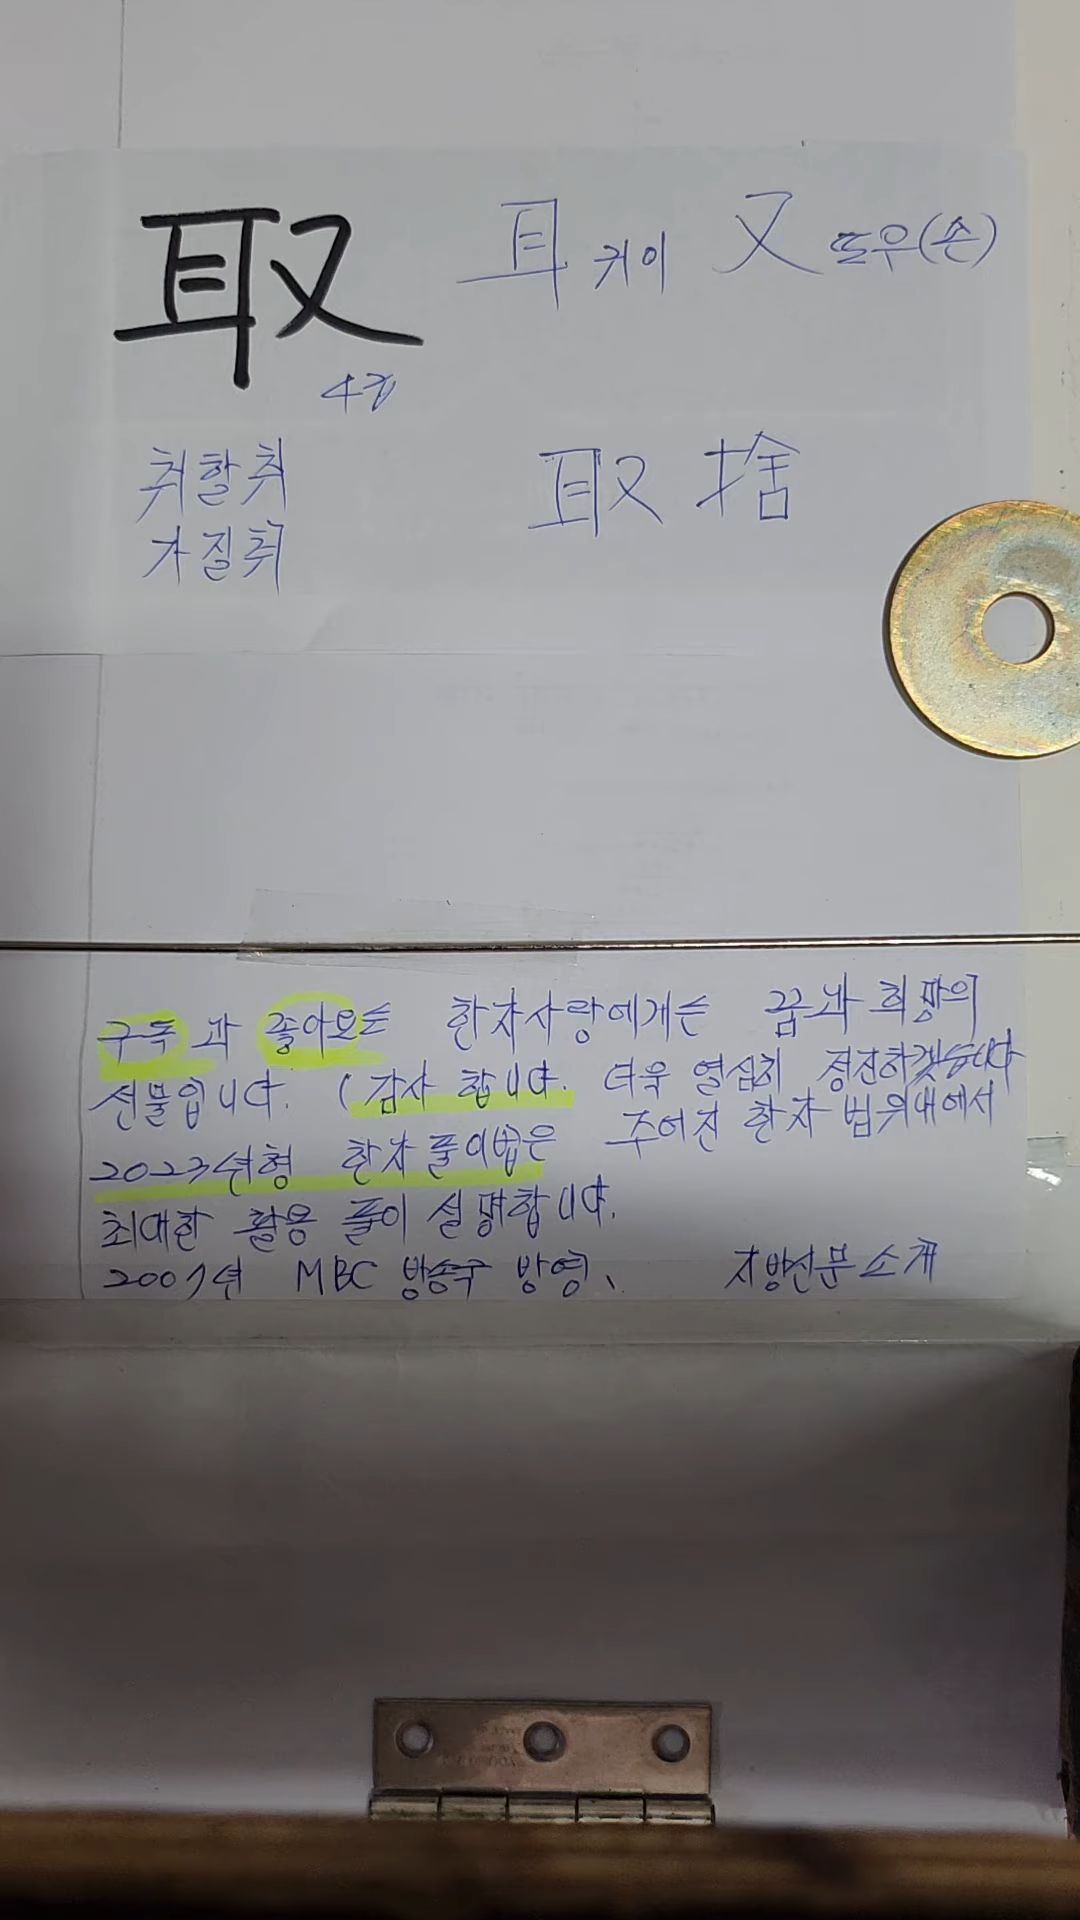 取 耳 귀이 又 또우(손)
4급
취할취 取捨
가질취
구독과 좋아요는 한자사랑에게는 꿈과 희망의
선물입니다. (감사합니다. 더욱 열심히 정진하겠습니다
2023년형 한자풀이법은 주어진 한자 범위내에서
최대한 활용 풀이 설명합니다.
2007년 MBC 방송국 방영, 지방신문소개